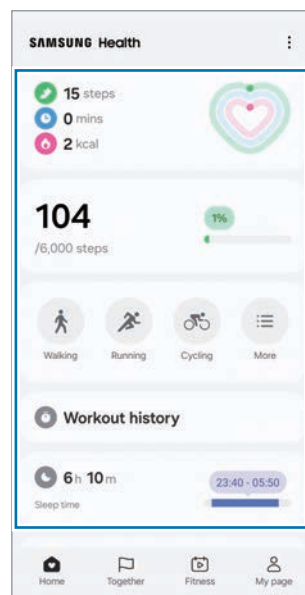 SAMSUNG Health
15 steps
0 mins
2 kcal
104
/6,000 steps
1%
Walking Running Cycling More
Workout history
6h 10m
Sleep time
23:40 - 05:50
Home Together Fitness My page